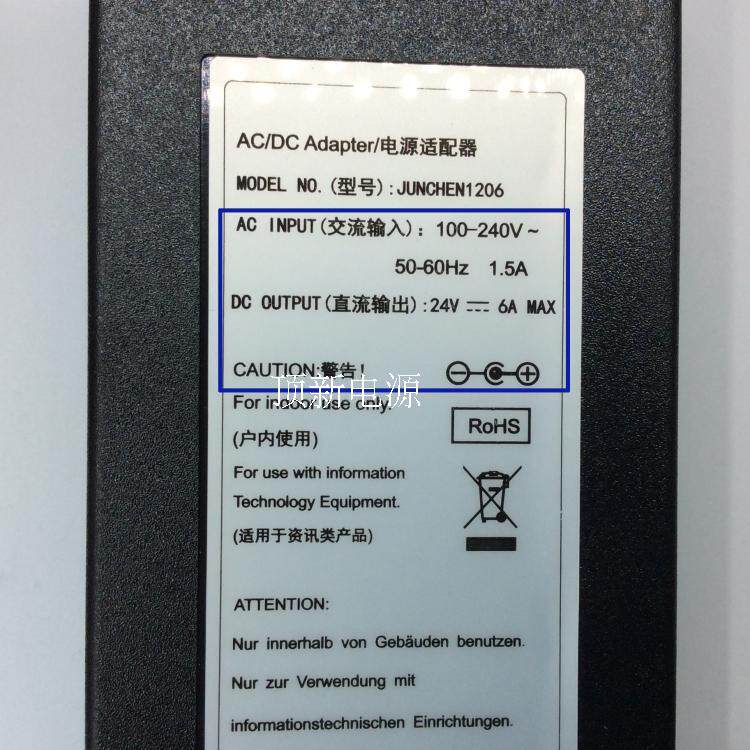 AC/DC Adapter/电源适配器
MODEL NO.(型号):JUNCHEN1206
AC INPUT(交流输入): 100-240V~
50-60Hz 1.5A
DC OUTPUT(直流输出):24V ⎓ 6A MAX
CAUTION:警告!
顶新电源
For indoor use only.
(户内使用)
RoHS
For use with information
Technology Equipment.
(适用于资讯类产品)
ATTENTION:
Nur innerhalb von Gebäuden benutzen.
Nur zur Verwendung mit
informationstechnischen Einrichtungen.